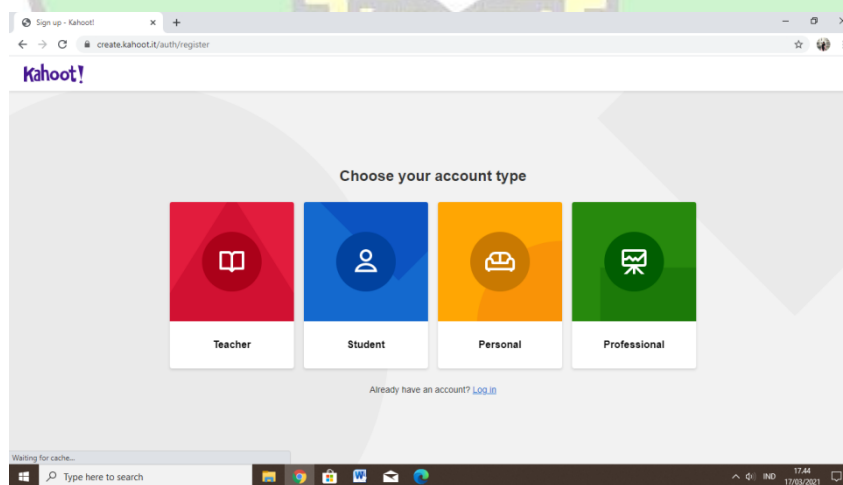 Sign up - Kahoot!
create.kahoot.it/auth/register
Kahoot!
Choose your account type
Teacher
Student
Personal
Professional
Already have an account? Log in
Waiting for cache...
Type here to search
IND
17.44
17/03/2021